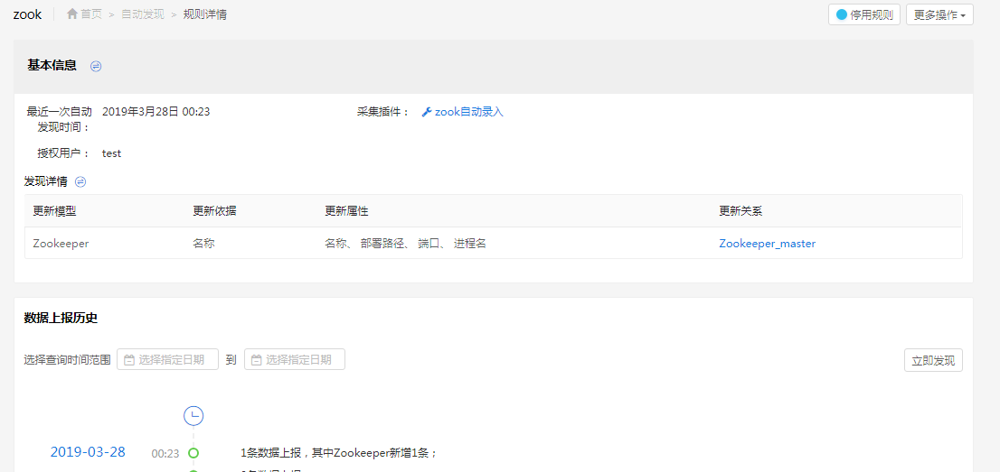 zook 首页 > 自动发现 > 规则详情 停用规则 更多操作
基本信息
最近一次自动发现时间： 2019年3月28日 00:23 采集插件： zook自动录入
授权用户： test
发现详情
更新模型 更新依据 更新属性 更新关系
Zookeeper 名称 名称、 部署路径、 端口、 进程名 Zookeeper_master
数据上报历史
选择查询时间范围 选择指定日期 到 选择指定日期 立即发现
2019-03-28 00:23 1条数据上报，其中Zookeeper新增1条；